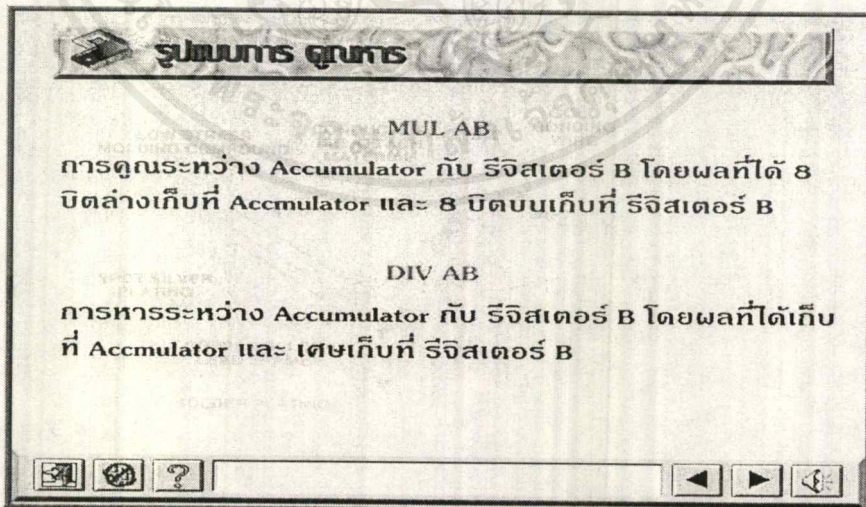 รูปแบบการ คูณหาร
MUL AB
การคูณระหว่าง Accumulator กับ รีจิสเตอร์ B โดยผลที่ได้ 8
บิตล่างเก็บที่ Accmulator และ 8 บิตบนเก็บที่ รีจิสเตอร์ B
DIV AB
การหารระหว่าง Accumulator กับ รีจิสเตอร์ B โดยผลที่ได้เก็บ
ที่ Accmulator และ เศษเก็บที่ รีจิสเตอร์ B